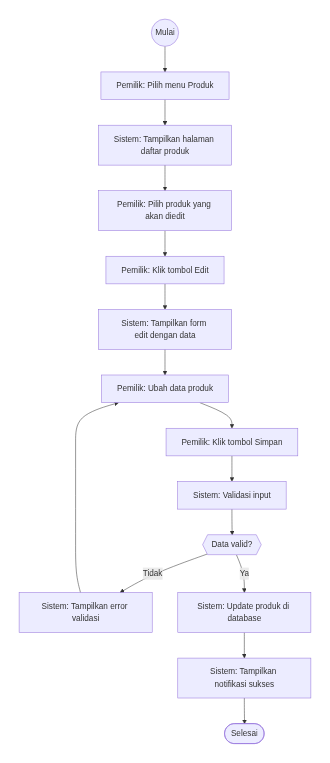 Mulai
Pemilik: Pilih menu Produk
Sistem: Tampilkan halaman
daftar produk
Pemilik: Pilih produk yang
akan diedit
Pemilik: Klik tombol Edit
Sistem: Tampilkan form
edit dengan data
Pemilik: Ubah data produk
Pemilik: Klik tombol Simpan
Sistem: Validasi input
Data valid?
Tidak
Ya
Sistem: Tampilkan error
validasi
Sistem: Update produk di
database
Sistem: Tampilkan
notifikasi sukses
Selesai